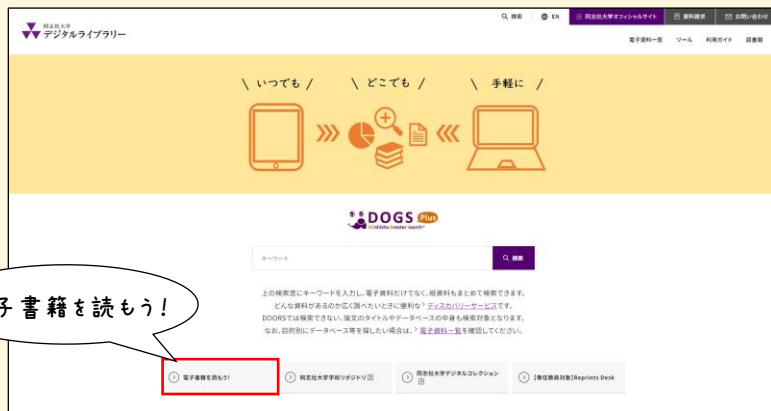 同志社大学
デジタルライブラリー
検索
EN
同志社大学オフィシャルサイト
資料請求
お問い合わせ
電子資料一覧
ツール
利用ガイド
図書館
\ いつでも /
\ どこでも /
\ 手軽に /
DOGS Plus
DOshisha Greater Search+
キーワード
検索
上の検索窓にキーワードを入力し、電子資料だけでなく、紙資料もまとめて検索できます。
どんな資料があるのか広く調べたいときに便利な ディスカバリーサービスです。
DOORSでは検索できない、論文のタイトルやデータベースの中身も検索対象となります。
なお、目的別にデータベース等を探したい場合は、電子資料一覧を確認してください。
子書籍を読もう!
電子書籍を読もう!
同志社大学学術リポジトリ
同志社大学デジタルコレクション
【専任教員対象】Reprints Desk